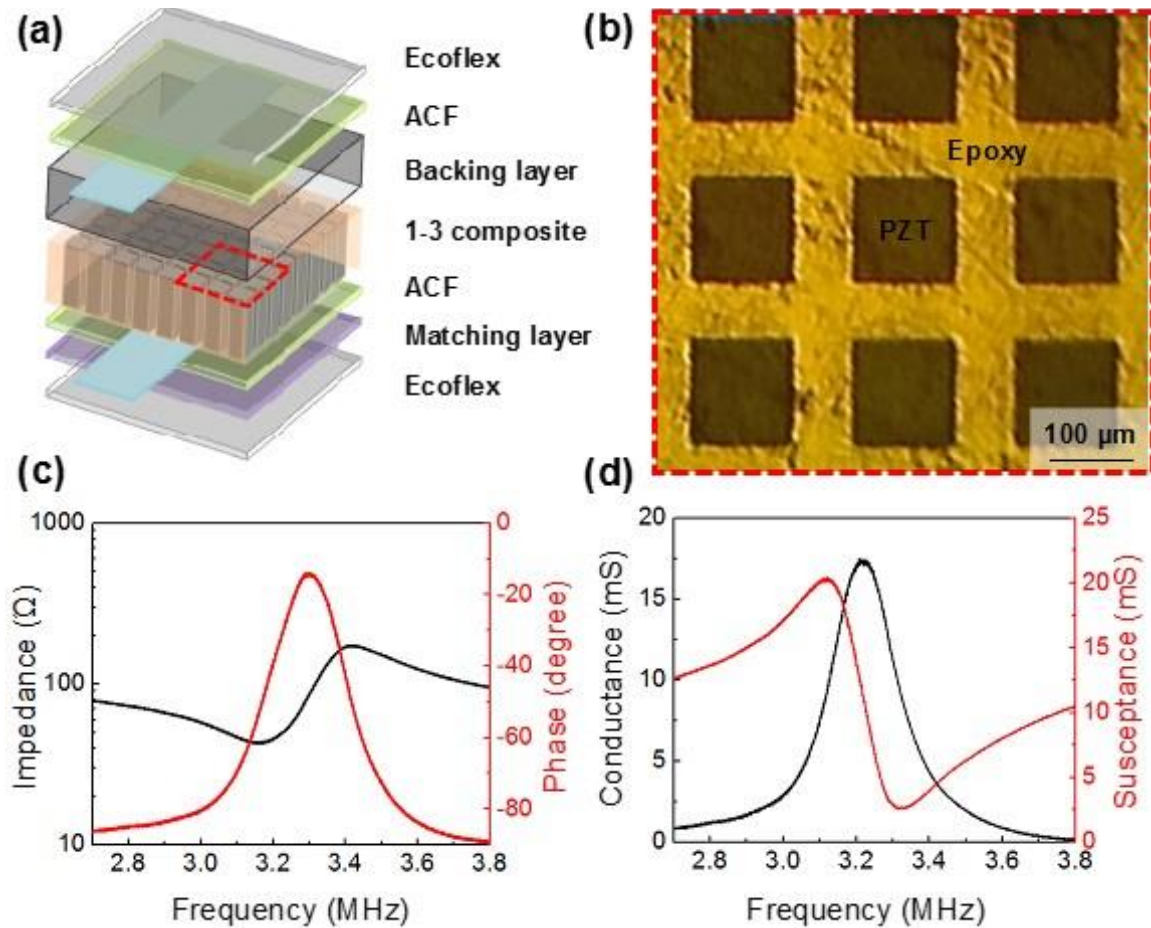 (a)
Ecoflex
ACF
Backing layer
1-3 composite
ACF
Matching layer
Ecoflex
(b)
Epoxy
PZT
100 µm
(c)
1000
100
10
Impedance (Ω)
0
-20
-40
-60
-80
Phase (degree)
2.8 3.0 3.2 3.4 3.6 3.8
Frequency (MHz)
(d)
20
15
10
5
0
Conductance (mS)
25
20
15
10
5
0
Susceptance (mS)
2.8 3.0 3.2 3.4 3.6 3.8
Frequency (MHz)